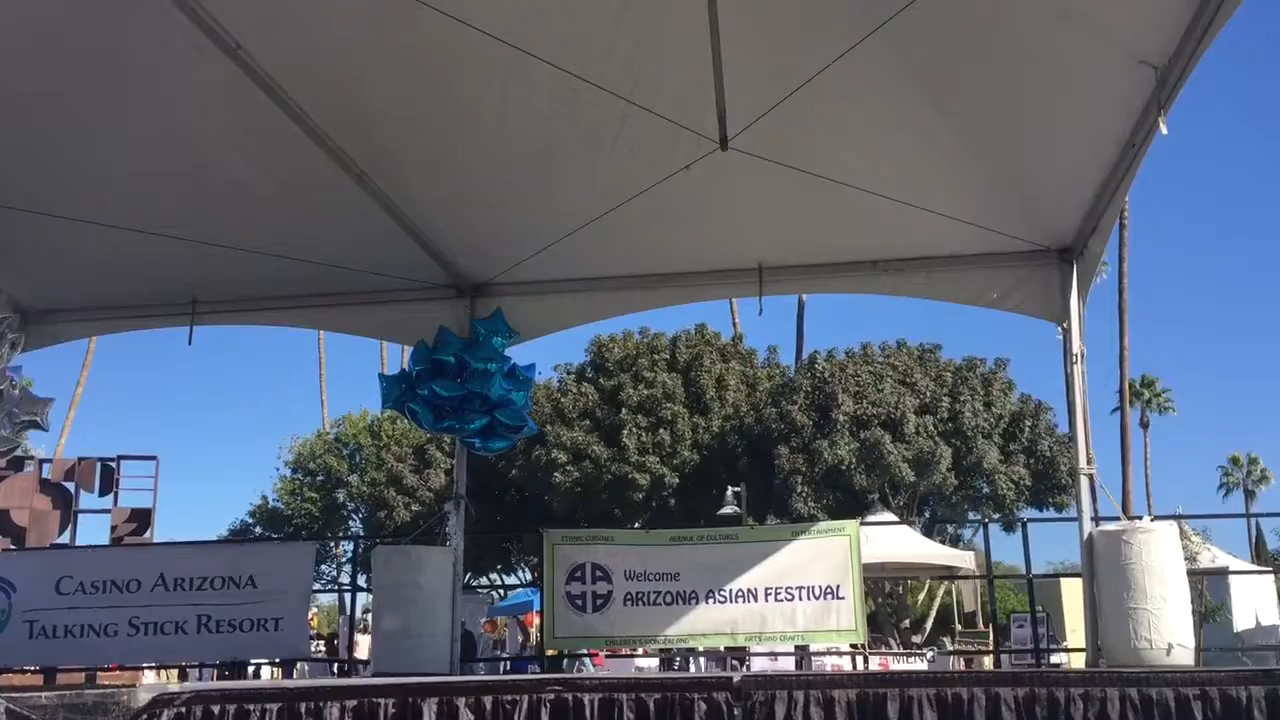 CASINO ARIZONA
TALKING STICK RESORT
ETHNIC CUISINES AVENUE OF CULTURES ENTERTAINMENT
Welcome
ARIZONA ASIAN FESTIVAL
CHILDREN'S WONDERLAND ARTS AND CRAFTS